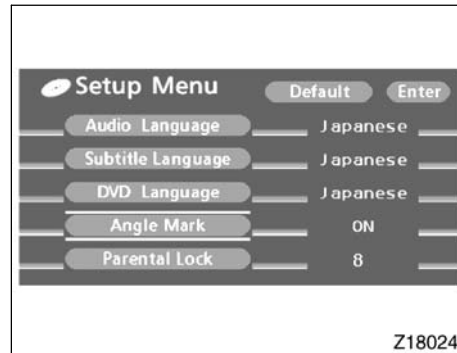 Setup Menu Default Enter
Audio Language Japanese
Subtitle Language Japanese
DVD Language Japanese
Angle Mark ON
Parental Lock 8
Z18024